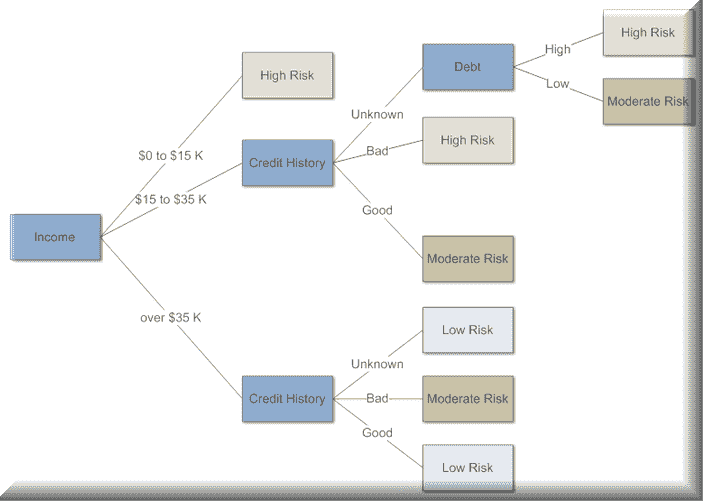 High Risk
High
Debt
High Risk
Low
Moderate Risk
Unknown
$0 to $15 K
Bad
High Risk
Credit History
$15 to $35 K
Good
Income
Moderate Risk
over $35 K
Low Risk
Unknown
Credit History
Bad
Moderate Risk
Good
Low Risk